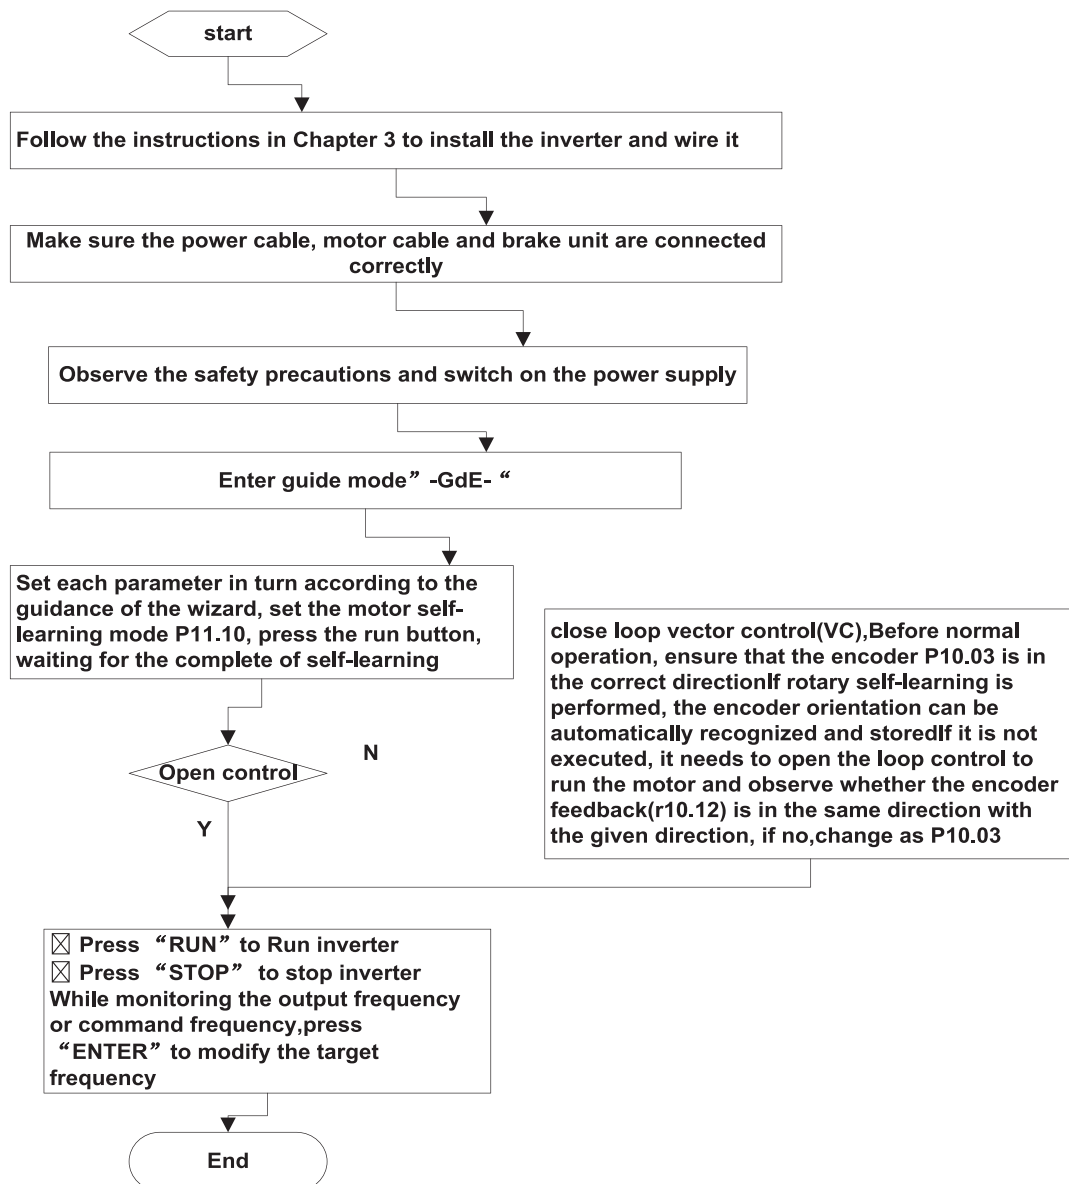 start
Follow the instructions in Chapter 3 to install the inverter and wire it
Make sure the power cable, motor cable and brake unit are connected
correctly
Observe the safety precautions and switch on the power supply
Enter guide mode” -GdE- “
Set each parameter in turn according to the
guidance of the wizard, set the motor self-
learning mode P11.10, press the run button,
waiting for the complete of self-learning
Open control
N
Y
close loop vector control(VC),Before normal
operation, ensure that the encoder P10.03 is in
the correct directionIf rotary self-learning is
performed, the encoder orientation can be
automatically recognized and storedIf it is not
executed, it needs to open the loop control to
run the motor and observe whether the encoder
feedback(r10.12) is in the same direction with
the given direction, if no,change as P10.03
☒ Press “RUN” to Run inverter
☒ Press “STOP” to stop inverter
While monitoring the output frequency
or command frequency,press
“ENTER” to modify the target
frequency
End